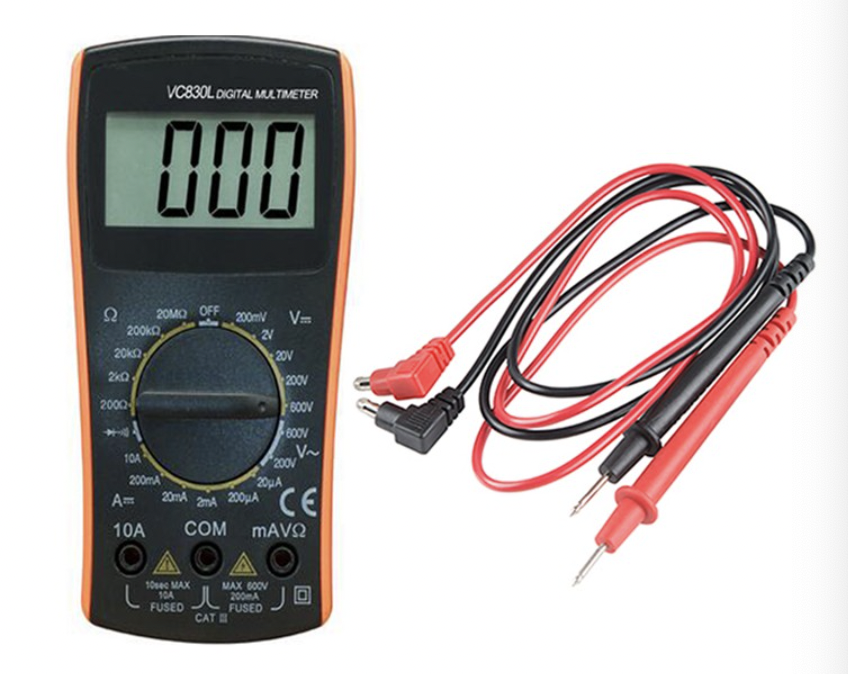 VC830L DIGITAL MULTIMETER
000
Ω 20MΩ OFF 200mV V⎓
200kΩ 2V
20kΩ 20V
2kΩ 200V
200Ω 600V
600V
10A 200V V~
200mA 20µA
A⎓ 20mA 2mA 200µA CE
10A COM mAVΩ
10sec MAX MAX 600V
10A 200mA
FUSED FUSED
CAT III